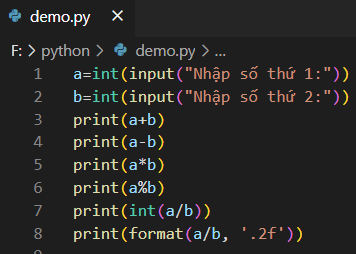 demo.py ×
F: > python > demo.py > ...
1 a=int(input("Nhập số thứ 1:"))
2 b=int(input("Nhập số thứ 2:"))
3 print(a+b)
4 print(a-b)
5 print(a*b)
6 print(a%b)
7 print(int(a/b))
8 print(format(a/b, '.2f'))